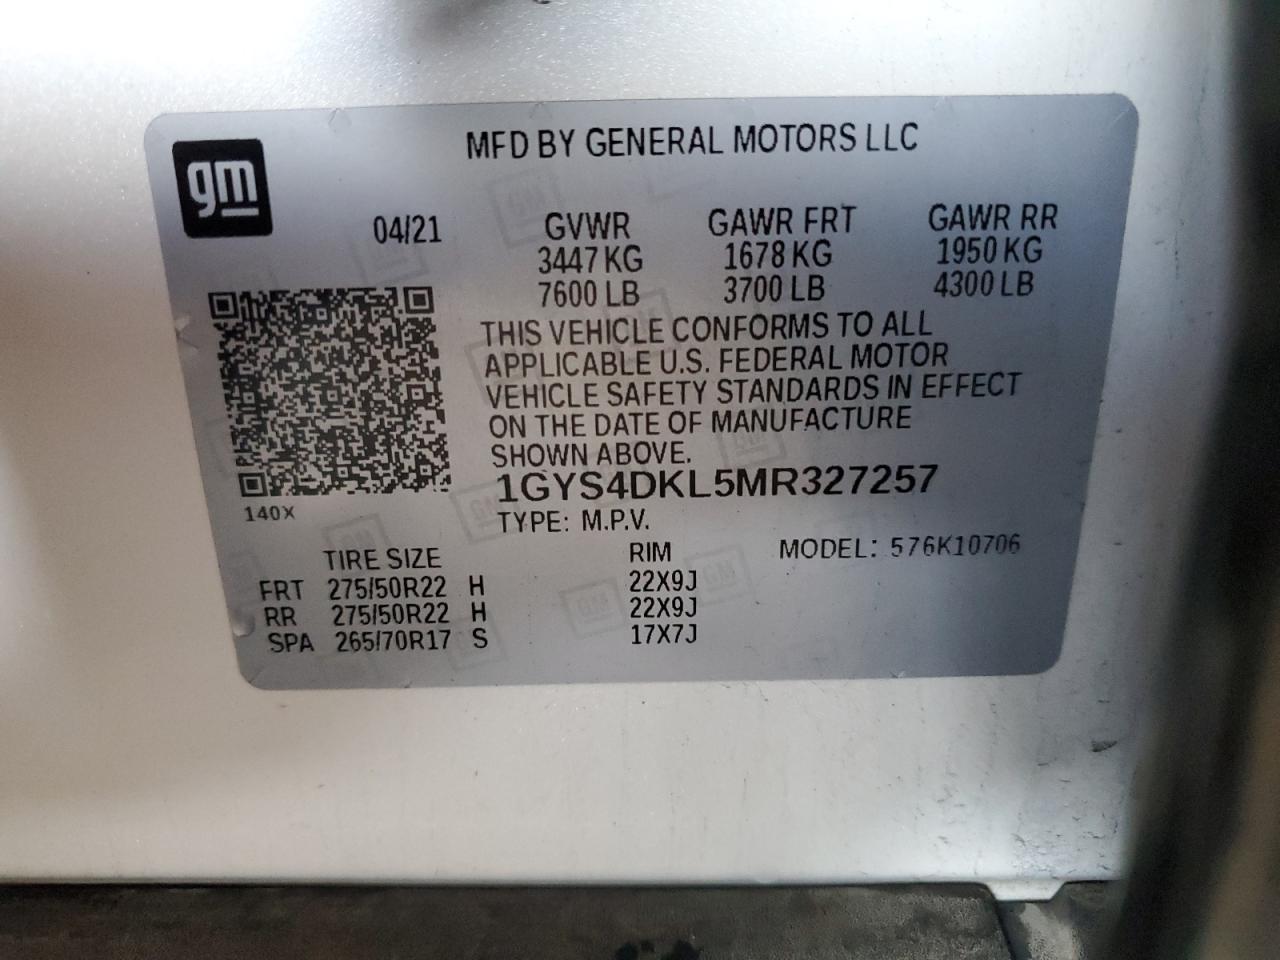 gm
MFD BY GENERAL MOTORS LLC
04/21 GVWR GAWR FRT GAWR RR
3447 KG 1678 KG 1950 KG
7600 LB 3700 LB 4300 LB
THIS VEHICLE CONFORMS TO ALL
APPLICABLE U.S. FEDERAL MOTOR
VEHICLE SAFETY STANDARDS IN EFFECT
ON THE DATE OF MANUFACTURE
SHOWN ABOVE.
1GYS4DKL5MR327257
140X
TYPE: M.P.V.
TIRE SIZE RIM MODEL: 576K10706
FRT 275/50R22 H 22X9J
RR 275/50R22 H 22X9J
SPA 265/70R17 S 17X7J